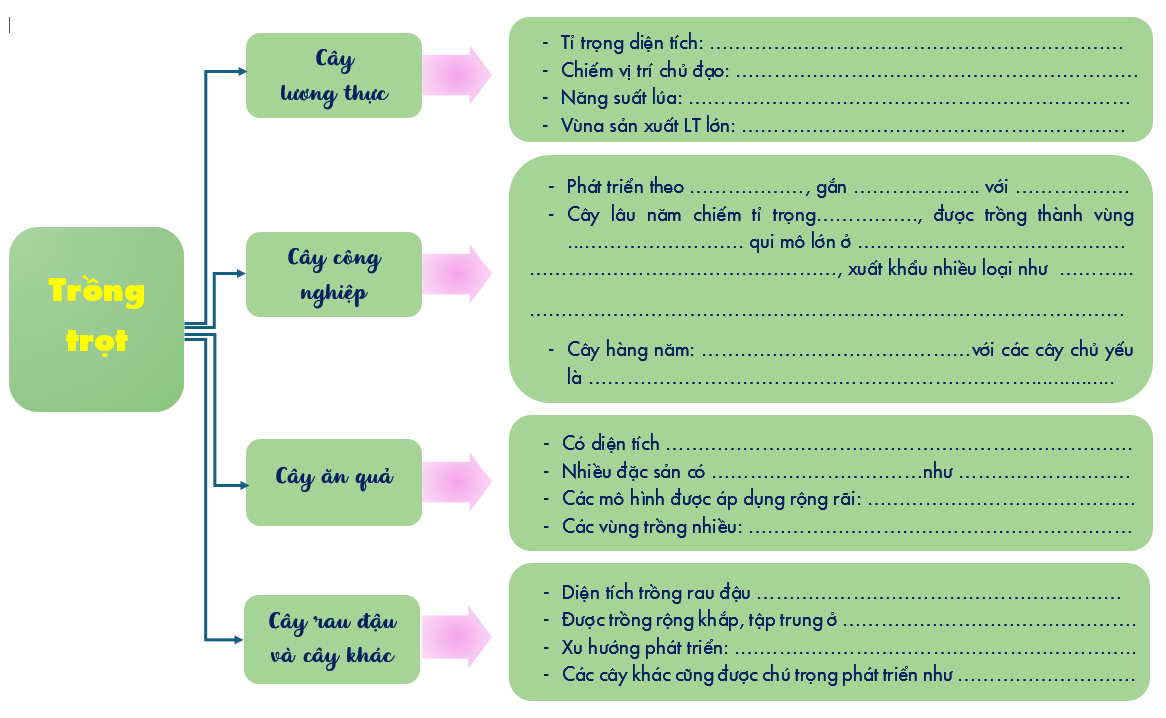 Trồng
trọt
Cây
lương thực
- Tỉ trọng diện tích: ……………………………………………………………
- Chiếm vị trí chủ đạo: ……………………………………………………………
- Năng suất lúa: ……………………………………………………………
- Vùna sản xuất LT lớn: ……………………………………………………………
Cây công
nghiệp
- Phát triển theo ………………, gắn ……………….. với ………………
- Cây lâu năm chiếm tỉ trọng……………., được trồng thành vùng
……………………… qui mô lớn ở ……………………………………
…………………………………………, xuất khẩu nhiều loại như …………
……………………………………………………………………………………
- Cây hàng năm: ……………………………………với các cây chủ yếu
là ……………………………………………………………................
Cây ăn quả
- Có diện tích ……………………………………………………………
- Nhiều đặc sản có ……………………………như ………………………
- Các mô hình được áp dụng rộng rãi: ……………………………………
- Các vùng trồng nhiều: ……………………………………………………
Cây rau đậu
và cây khác
- Diện tích trồng rau đậu …………………………………………………
- Được trồng rộng khắp, tập trung ở ………………………………………
- Xu hướng phát triển: ………………………………………………………
- Các cây khác cũng được chú trọng phát triển như ………………………